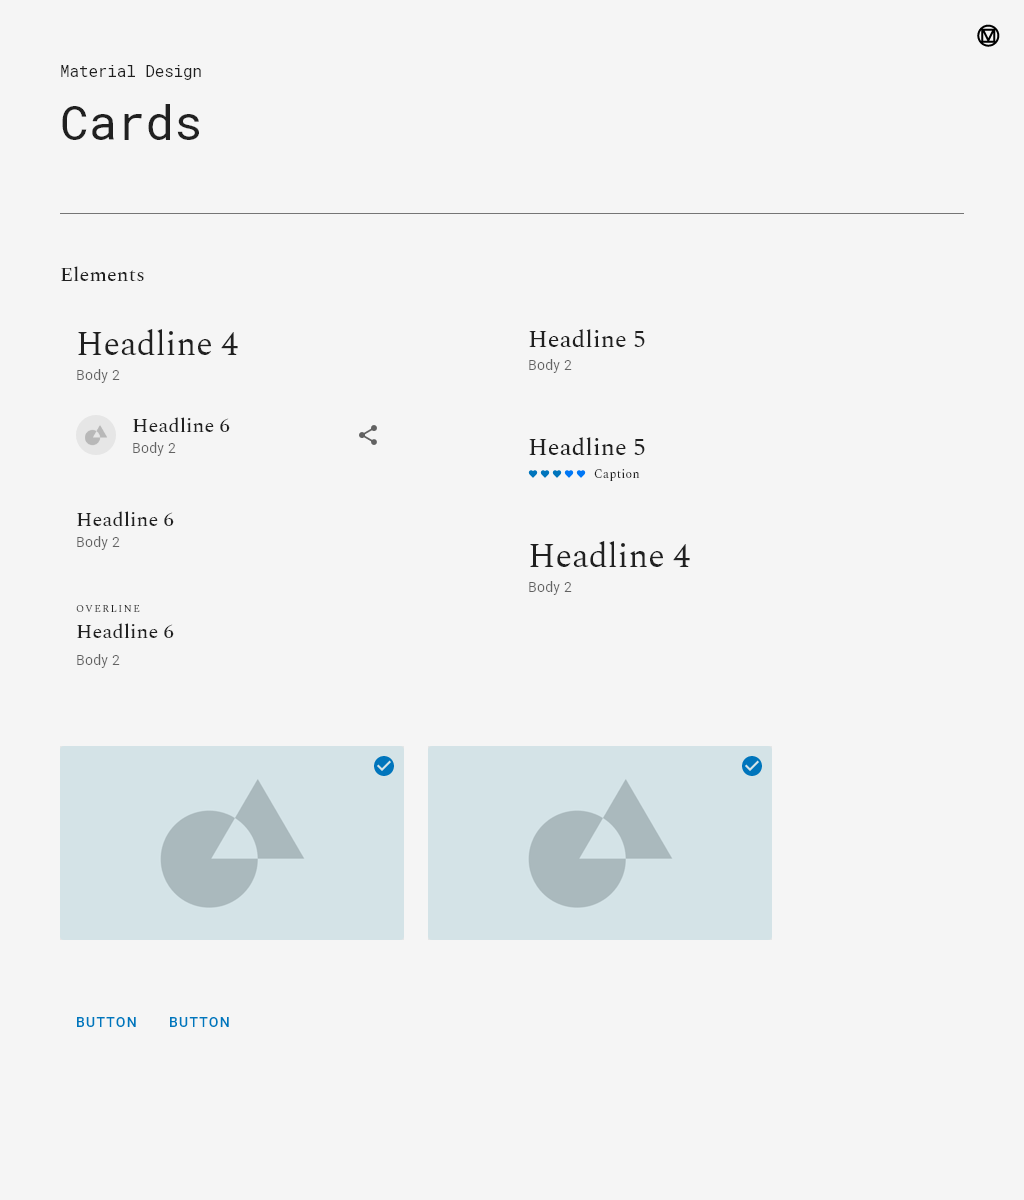 Material Design
Cards
Elements
Headline 4
Body 2
Headline 6
Body 2
Headline 6
Body 2
OVERLINE
Headline 6
Body 2
Headline 5
Body 2
Headline 5
Caption
Headline 4
Body 2
BUTTON BUTTON